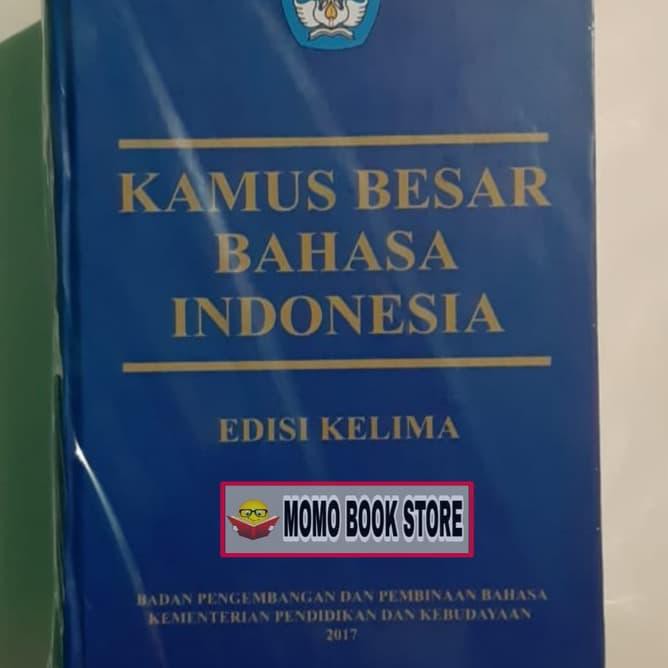 KAMUS BESAR
BAHASA
INDONESIA
EDISI KELIMA
MOMO BOOK STORE
BADAN PENGEMBANGAN DAN PEMBINAAN BAHASA
KEMENTERIAN PENDIDIKAN DAN KEBUDAYAAN
2017